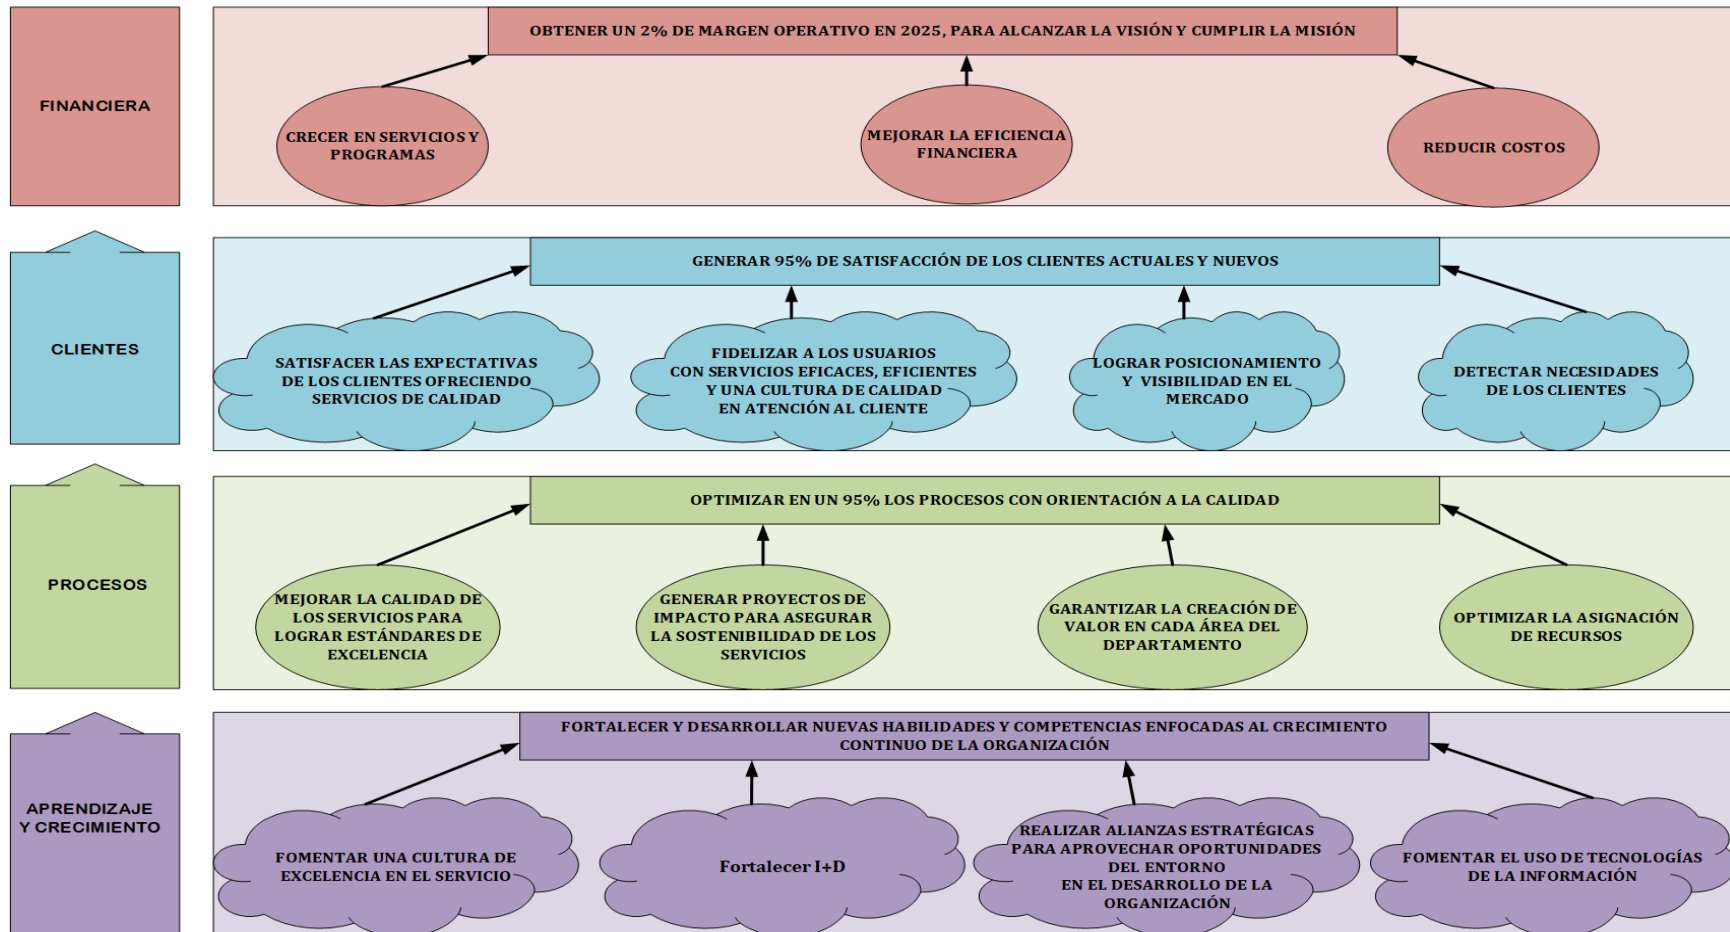 FINANCIERA
OBTENER UN 2% DE MARGEN OPERATIVO EN 2025, PARA ALCANZAR LA VISIÓN Y CUMPLIR LA MISIÓN
CRECER EN SERVICIOS Y
PROGRAMAS
MEJORAR LA EFICIENCIA
FINANCIERA
REDUCIR COSTOS
CLIENTES
GENERAR 95% DE SATISFACCIÓN DE LOS CLIENTES ACTUALES Y NUEVOS
SATISFACER LAS EXPECTATIVAS
DE LOS CLIENTES OFRECIENDO
SERVICIOS DE CALIDAD
FIDELIZAR A LOS USUARIOS
CON SERVICIOS EFICACES, EFICIENTES
Y UNA CULTURA DE CALIDAD
EN ATENCIÓN AL CLIENTE
LOGRAR POSICIONAMIENTO
Y VISIBILIDAD EN EL
MERCADO
DETECTAR NECESIDADES
DE LOS CLIENTES
PROCESOS
OPTIMIZAR EN UN 95% LOS PROCESOS CON ORIENTACIÓN A LA CALIDAD
MEJORAR LA CALIDAD DE
LOS SERVICIOS PARA
LOGRAR ESTÁNDARES DE
EXCELENCIA
GENERAR PROYECTOS DE
IMPACTO PARA ASEGURAR
LA SOSTENIBILIDAD DE LOS
SERVICIOS
GARANTIZAR LA CREACIÓN DE
VALOR EN CADA ÁREA DEL
DEPARTAMENTO
OPTIMIZAR LA ASIGNACIÓN
DE RECURSOS
APRENDIZAJE
Y CRECIMIENTO
FORTALECER Y DESARROLLAR NUEVAS HABILIDADES Y COMPETENCIAS ENFOCADAS AL CRECIMIENTO
CONTINUO DE LA ORGANIZACIÓN
FOMENTAR UNA CULTURA DE
EXCELENCIA EN EL SERVICIO
Fortalecer I+D
REALIZAR ALIANZAS ESTRATÉGICAS
PARA APROVECHAR OPORTUNIDADES
DEL ENTORNO
EN EL DESARROLLO DE LA
ORGANIZACIÓN
FOMENTAR EL USO DE TECNOLOGÍAS
DE LA INFORMACIÓN